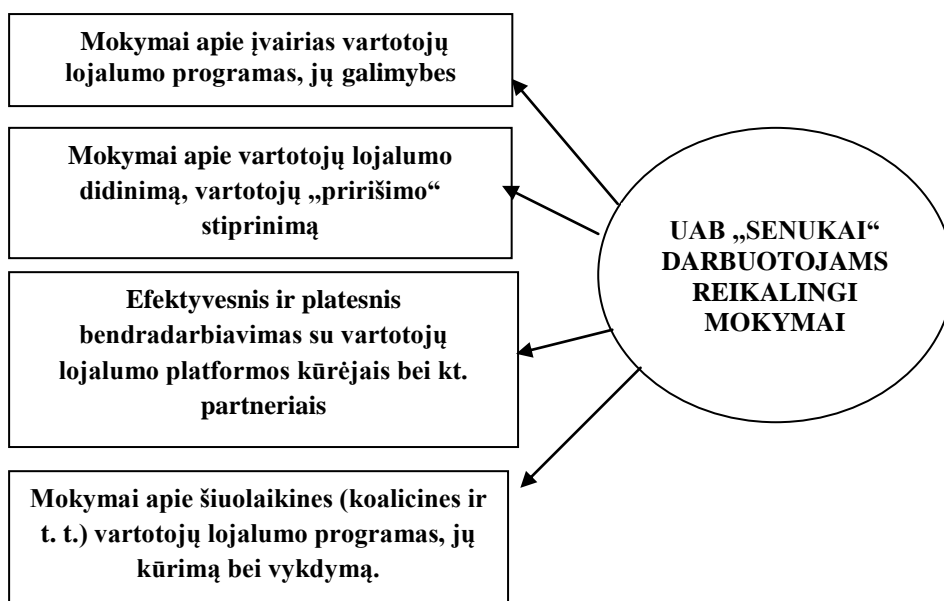 Mokymai apie įvairias vartotojų
lojalumo programas, jų galimybes
Mokymai apie vartotojų lojalumo
didinimą, vartotojų „pririšimo“
stiprinimą
Efektyvesnis ir platesnis
bendradarbiavimas su vartotojų
lojalumo platformos kūrėjais bei kt.
partneriais
Mokymai apie šiuolaikines (koalicines ir
t. t.) vartotojų lojalumo programas, jų
kūrimą bei vykdymą.
UAB „SENUKAI“
DARBUOTOJAMS
REIKALINGI
MOKYMAI